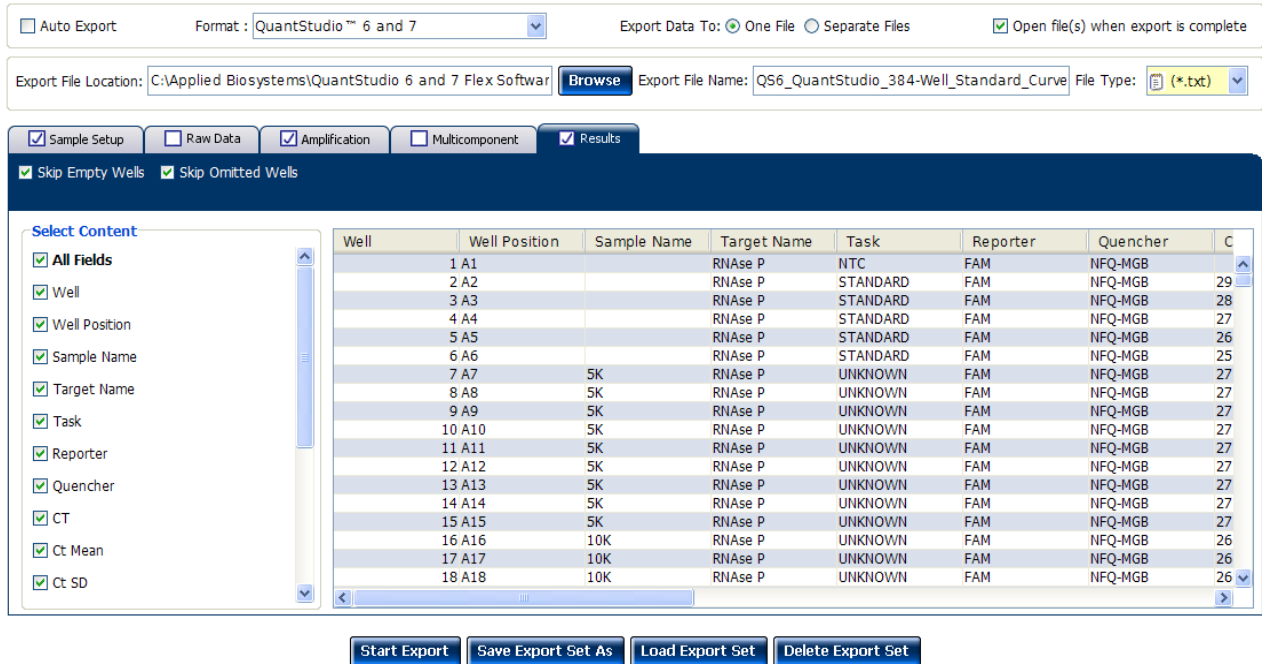 Auto Export Format : QuantStudio™ 6 and 7 Export Data To: One File Separate Files Open file(s) when export is complete
Export File Location: C:\Applied Biosystems\QuantStudio 6 and 7 Flex Softwar Browse Export File Name: QS6_QuantStudio_384-Well_Standard_Curve File Type: (*.txt)
Sample Setup Raw Data Amplification Multicomponent Results
Skip Empty Wells Skip Omitted Wells
Select Content
All Fields
Well
Well Position
Sample Name
Target Name
Task
Reporter
Quencher
CT
Ct Mean
Ct SD
Well Well Position Sample Name Target Name Task Reporter Quencher C
1 A1 RNAse P NTC FAM NFQ-MGB
2 A2 RNAse P STANDARD FAM NFQ-MGB 29
3 A3 RNAse P STANDARD FAM NFQ-MGB 28
4 A4 RNAse P STANDARD FAM NFQ-MGB 27
5 A5 RNAse P STANDARD FAM NFQ-MGB 26
6 A6 RNAse P STANDARD FAM NFQ-MGB 25
7 A7 5K RNAse P UNKNOWN FAM NFQ-MGB 27
8 A8 5K RNAse P UNKNOWN FAM NFQ-MGB 27
9 A9 5K RNAse P UNKNOWN FAM NFQ-MGB 27
10 A10 5K RNAse P UNKNOWN FAM NFQ-MGB 27
11 A11 5K RNAse P UNKNOWN FAM NFQ-MGB 27
12 A12 5K RNAse P UNKNOWN FAM NFQ-MGB 27
13 A13 5K RNAse P UNKNOWN FAM NFQ-MGB 27
14 A14 5K RNAse P UNKNOWN FAM NFQ-MGB 27
15 A15 5K RNAse P UNKNOWN FAM NFQ-MGB 27
16 A16 10K RNAse P UNKNOWN FAM NFQ-MGB 26
17 A17 10K RNAse P UNKNOWN FAM NFQ-MGB 26
18 A18 10K RNAse P UNKNOWN FAM NFQ-MGB 26
Start Export Save Export Set As Load Export Set Delete Export Set